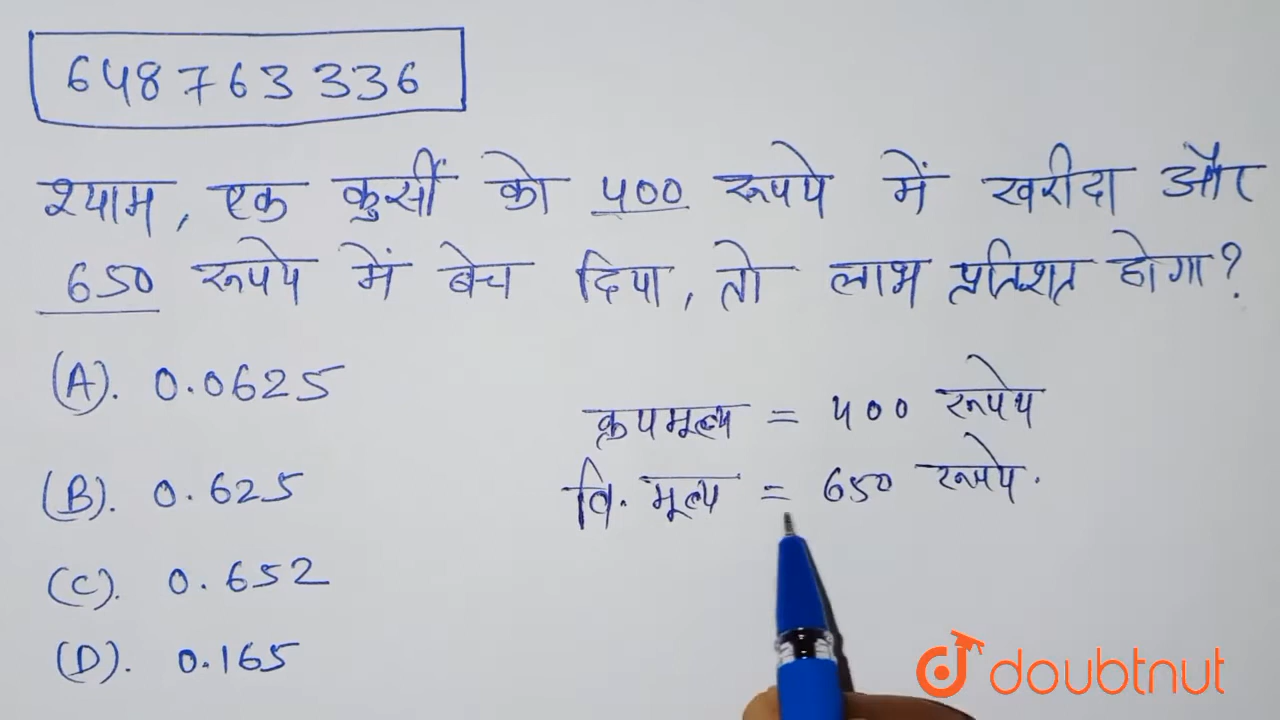 648763336
श्याम, एक कुर्सी को 400 रूपये में खरीदा और
650 रूपये में बेच दिया, तो लाभ प्रतिशत होगा?
(A). 0.0625
(B). 0.625
(C). 0.652
(D). 0.165
क्रयमूल्य = 400 रूपये
वि. मूल्य = 650 रूपये.
doubtnut